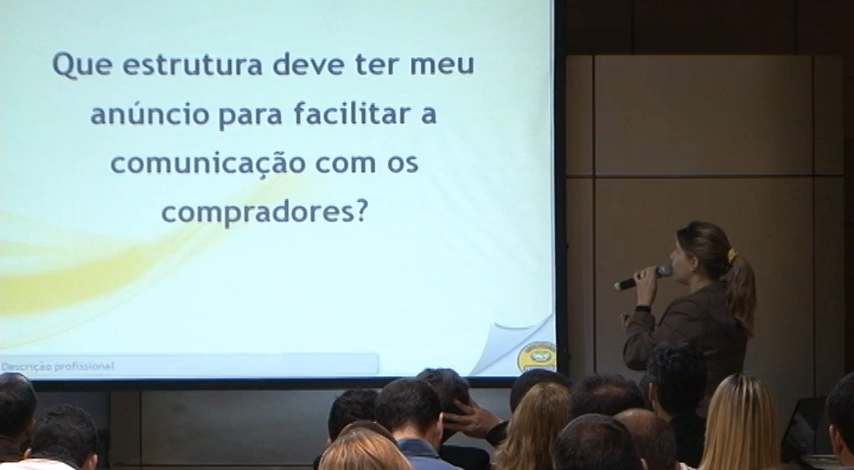 Que estrutura deve ter meu
anúncio para facilitar a
comunicação com os
compradores?
Descrição profissional